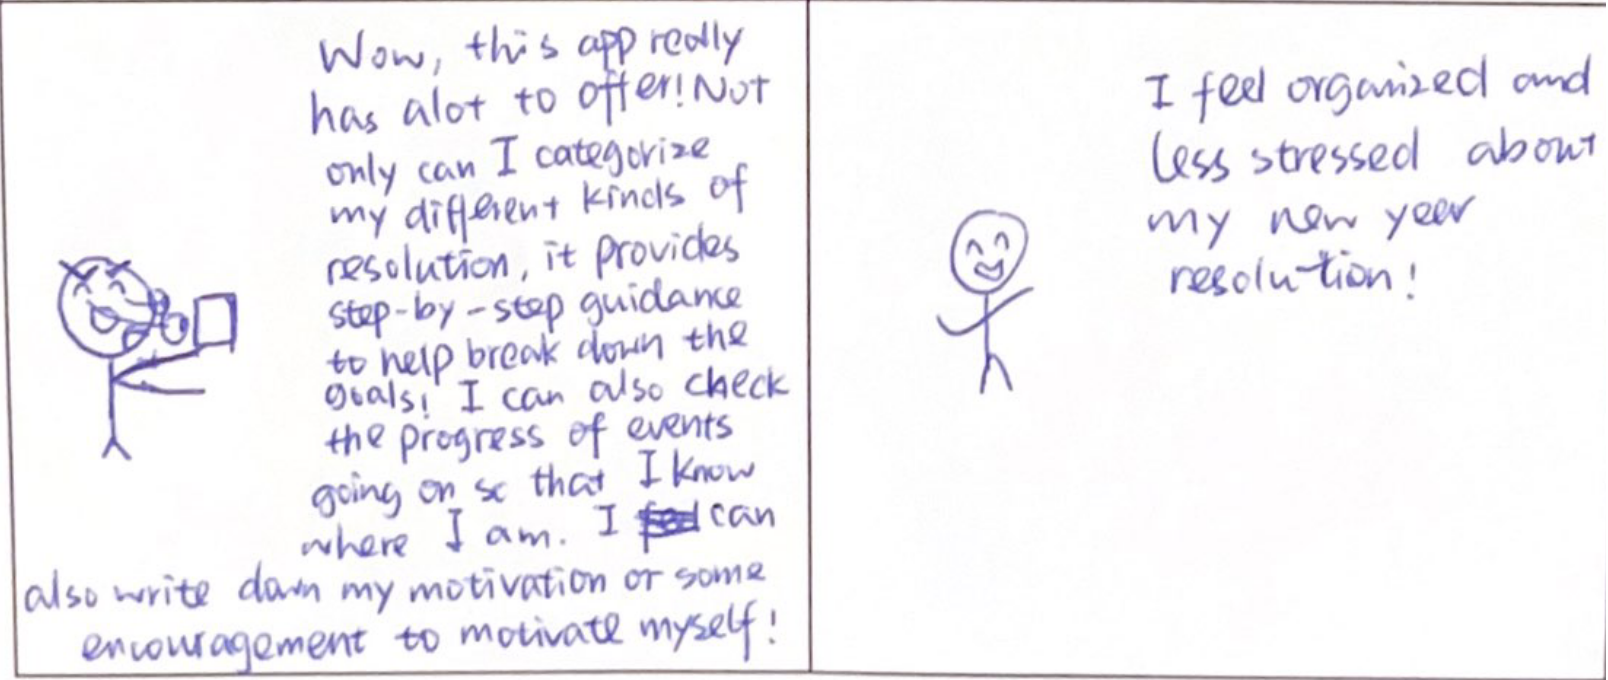 Wow, this app really
has alot to offer! Not
only can I categorize
my different kinds of
resolution, it provides
step-by-step guidance
to help break down the
goals! I can also check
the progress of events
going on so that I know
where I am. I can
also write down my motivation or some
encouragement to motivate myself!
I feel organized and
less stressed about
my new year
resolution!